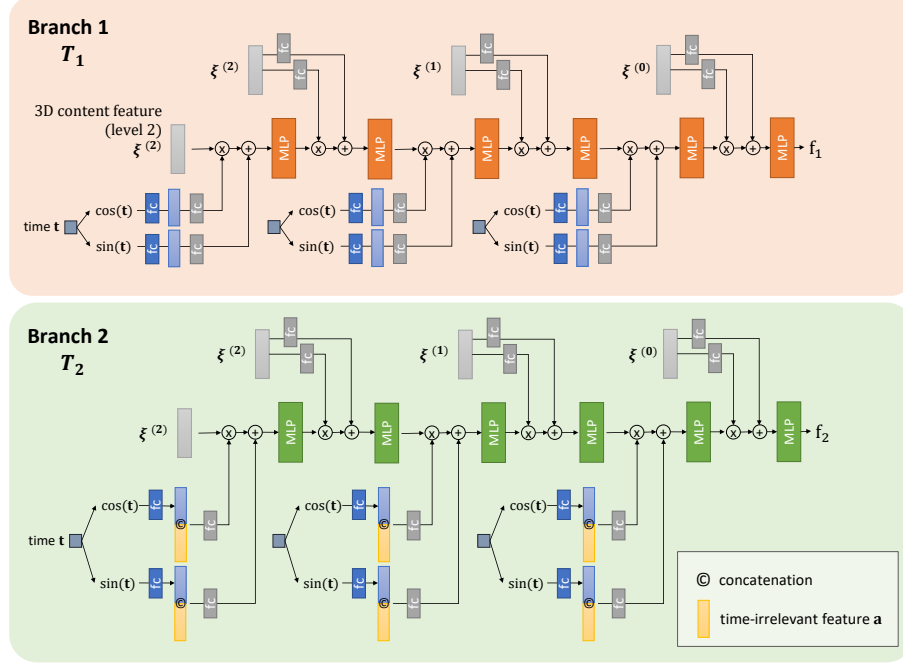 Branch 1
T₁
ξ⁽²⁾
fc
fc
ξ⁽¹⁾
fc
fc
ξ⁽⁰⁾
fc
fc
3D content feature
(level 2)
ξ⁽²⁾
x
+
MLP
x
+
MLP
x
+
MLP
x
+
MLP
x
+
MLP
x
+
MLP
f₁
time t
cos(t)
fc
fc
cos(t)
fc
fc
cos(t)
fc
fc
sin(t)
fc
fc
sin(t)
fc
fc
sin(t)
fc
fc
Branch 2
T₂
ξ⁽²⁾
fc
fc
ξ⁽¹⁾
fc
fc
ξ⁽⁰⁾
fc
fc
ξ⁽²⁾
x
+
MLP
x
+
MLP
x
+
MLP
x
+
MLP
x
+
MLP
x
+
MLP
f₂
time t
cos(t)
fc
©
fc
cos(t)
fc
©
fc
cos(t)
fc
©
fc
sin(t)
fc
©
fc
sin(t)
fc
©
fc
sin(t)
fc
©
fc
© concatenation
time-irrelevant feature a